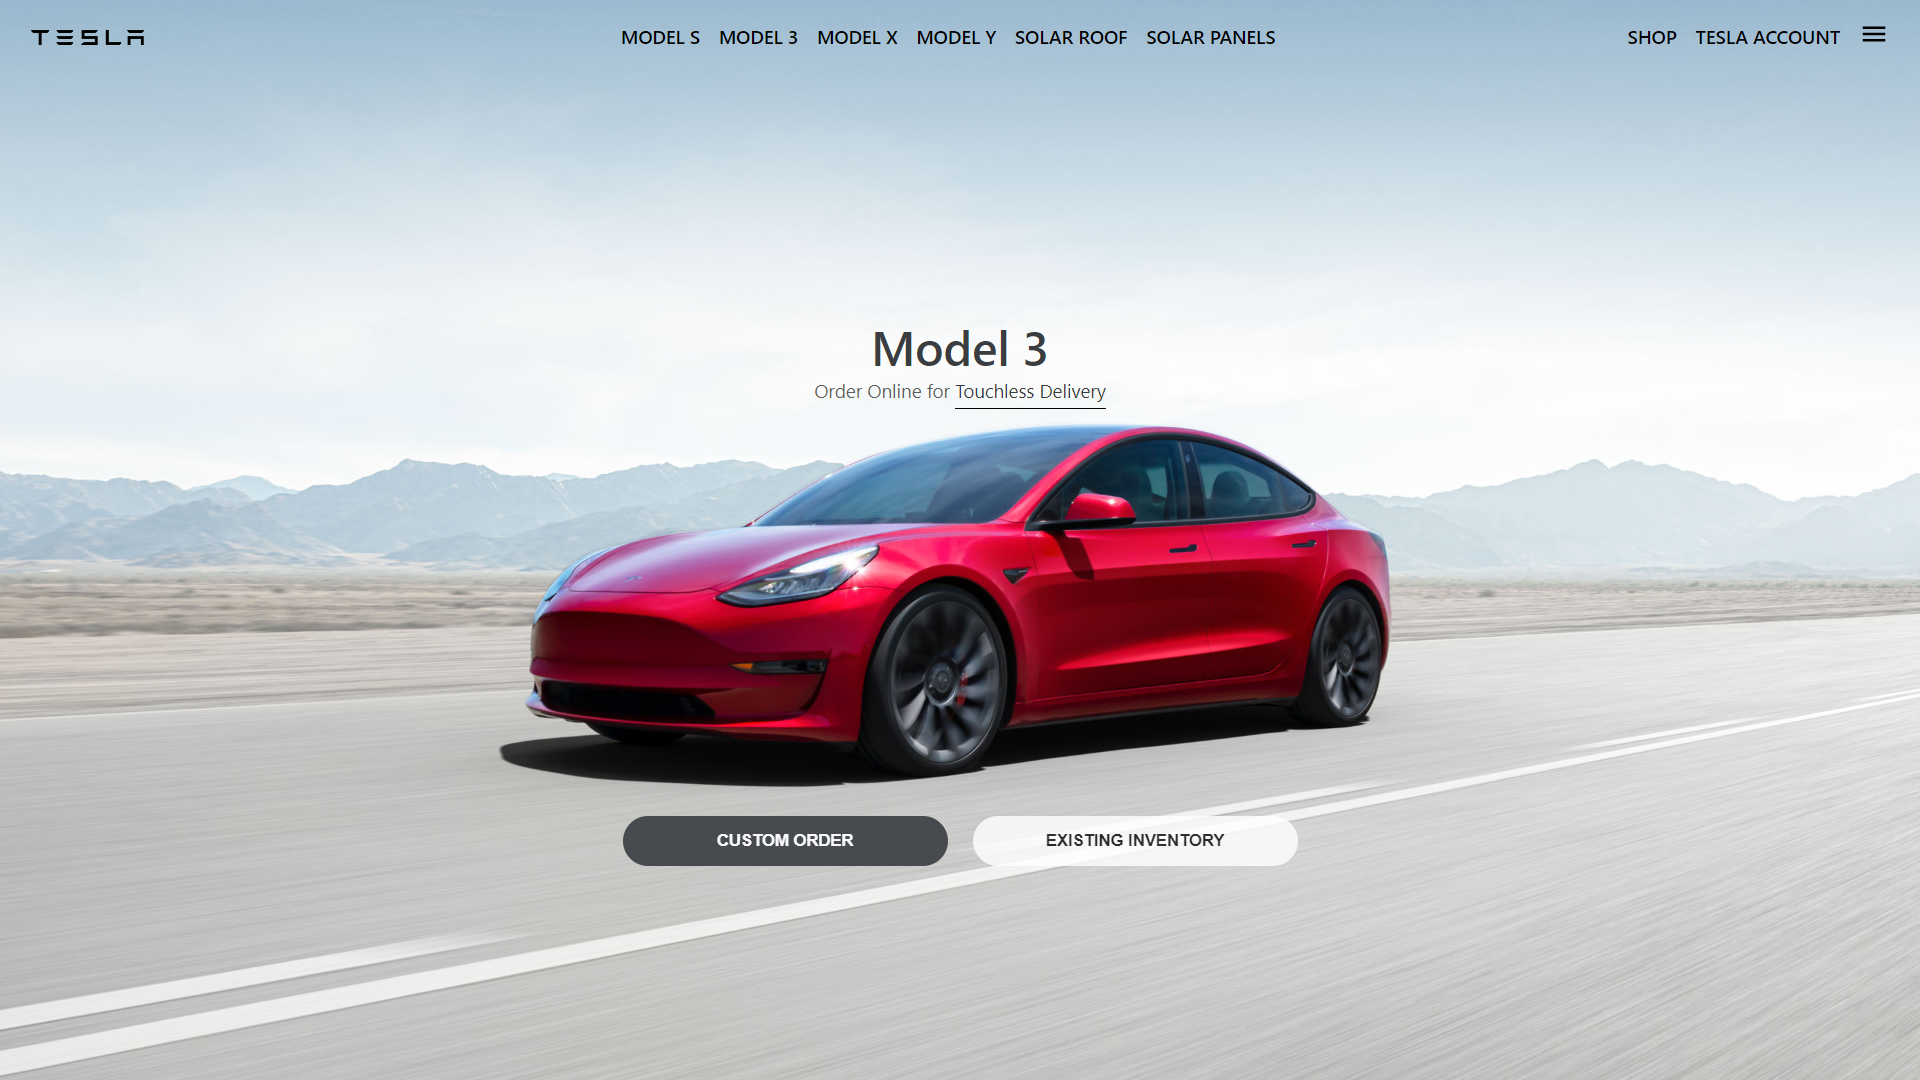 TESLA
MODEL S MODEL 3 MODEL X MODEL Y SOLAR ROOF SOLAR PANELS
SHOP TESLA ACCOUNT
Model 3
Order Online for Touchless Delivery
CUSTOM ORDER
EXISTING INVENTORY